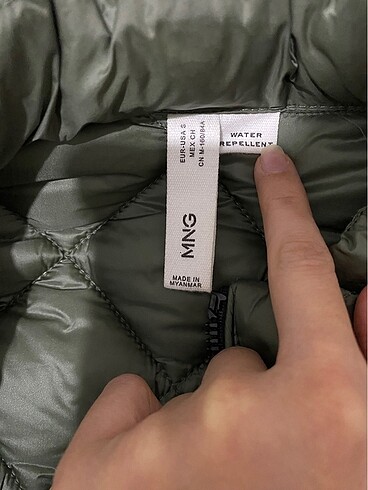 EUR-USA S
MEX CH
CN M-160/84A
MNG
MADE IN
MYANMAR
WATER
REPELLENT